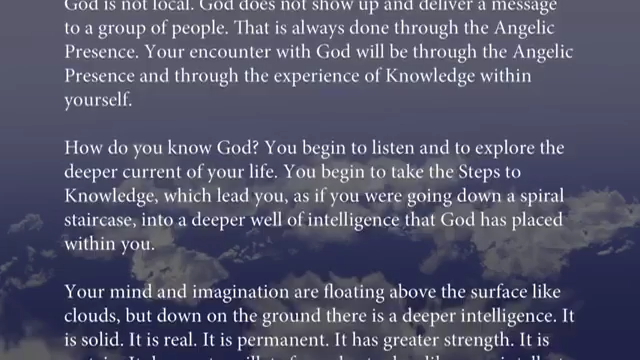 God is not local. God does not show up and deliver a message
to a group of people. That is always done through the Angelic
Presence. Your encounter with God will be through the Angelic
Presence and through the experience of Knowledge within
yourself.
How do you know God? You begin to listen and to explore the
deeper current of your life. You begin to take the Steps to
Knowledge, which lead you, as if you were going down a spiral
staircase, into a deeper well of intelligence that God has placed
within you.
Your mind and imagination are floating above the surface like
clouds, but down on the ground there is a deeper intelligence. It
is solid. It is real. It is permanent. It has greater strength. It is